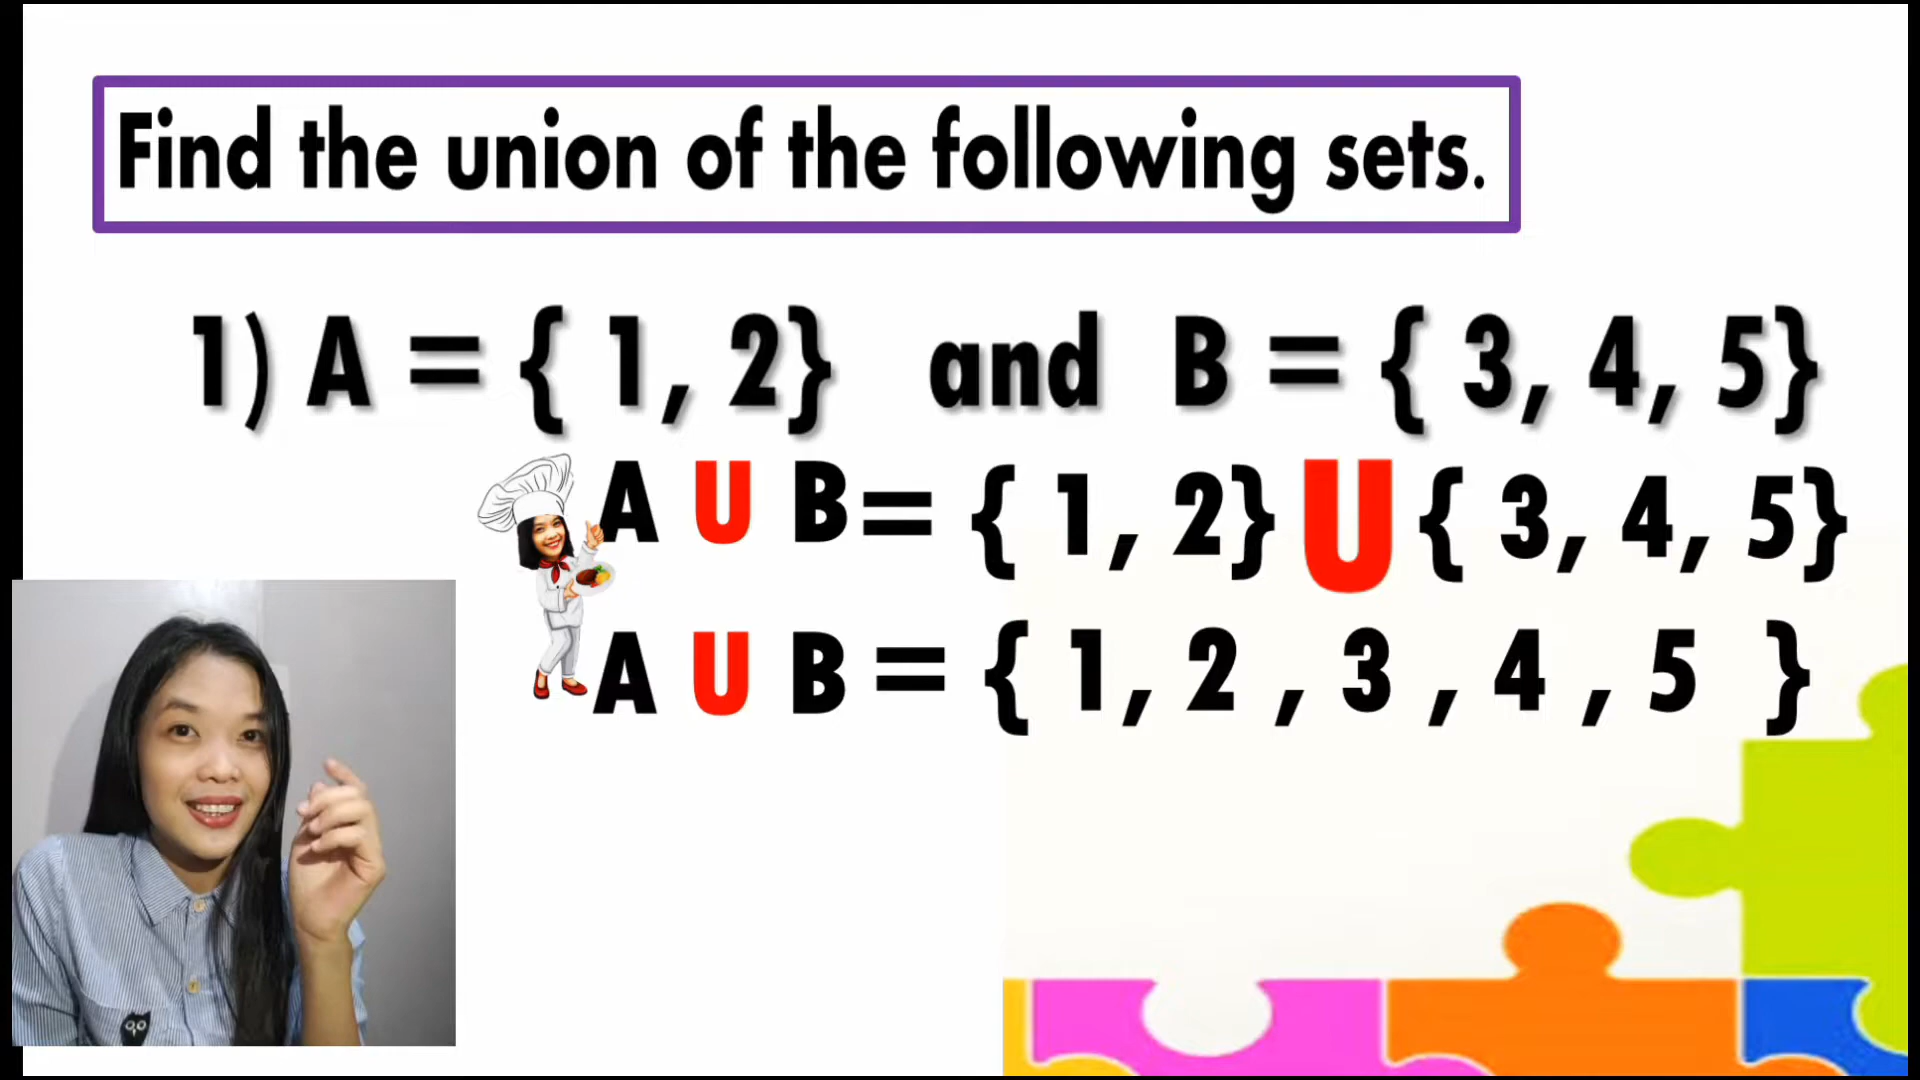 Find the union of the following sets.
1) A = { 1, 2} and B = { 3, 4, 5}
A U B = { 1, 2} U { 3, 4, 5}
A U B = { 1, 2 , 3 , 4 , 5 }